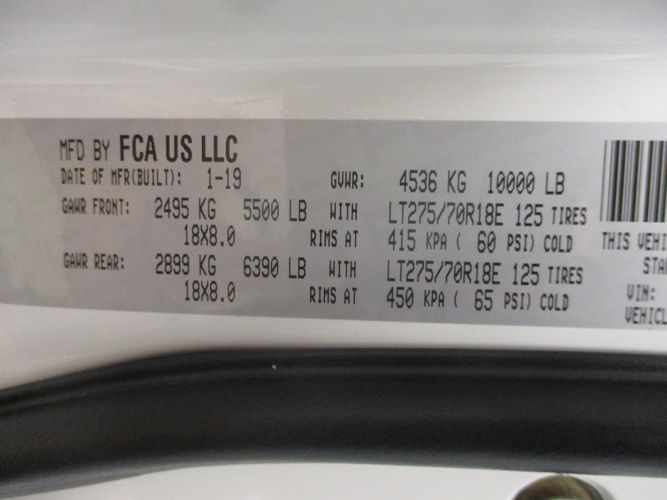 MFD BY FCA US LLC
DATE OF MFR(BUILT): 1-19 GVWR: 4536 KG 10000 LB
GAWR FRONT: 2495 KG 5500 LB WITH LT275/70R18E 125 TIRES
18X8.0 RIMS AT 415 KPA ( 60 PSI) COLD
GAWR REAR: 2899 KG 6390 LB WITH LT275/70R18E 125 TIRES
18X8.0 RIMS AT 450 KPA ( 65 PSI) COLD
THIS VEHI
STA
VIN:
VEHICL